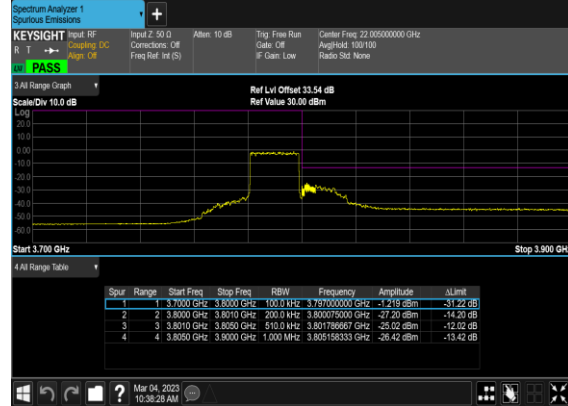 Spectrum Analyzer 1
Spurious Emissions
+
KEYSIGHT Input: RF
R T Coupling: DC
Align: Off
Input Z: 50 Ω
Corrections: Off
Freq Ref: Int (S)
Atten: 10 dB
Trig: Free Run
Gate: Off
IF Gain: Low
Center Freq: 22.005000000 GHz
Avg|Hold: 100/100
Radio Std: None
PASS
3 All Range Graph
Ref Lvl Offset 33.54 dB
Scale/Div 10.0 dB Ref Value 30.00 dBm
Log
20.0
10.0
0.00
-10.0
-20.0
-30.0
-40.0
-50.0
-60.0
Start 3.700 GHz Stop 3.900 GH
4 All Range Table
Spur Range Start Freq Stop Freq RBW Frequency Amplitude ΔLimit
1 1 3.7000 GHz 3.8000 GHz 100.0 kHz 3.797000000 GHz -1.219 dBm -31.22 dB
2 2 3.8000 GHz 3.8010 GHz 200.0 kHz 3.800075000 GHz -27.20 dBm -14.20 dB
3 3 3.8010 GHz 3.8050 GHz 510.0 kHz 3.801786667 GHz -25.02 dBm -12.02 dB
4 4 3.8050 GHz 3.9000 GHz 1.000 MHz 3.805158333 GHz -26.42 dBm -13.42 dB
?
Mar 04, 2023
10:38:28 AM